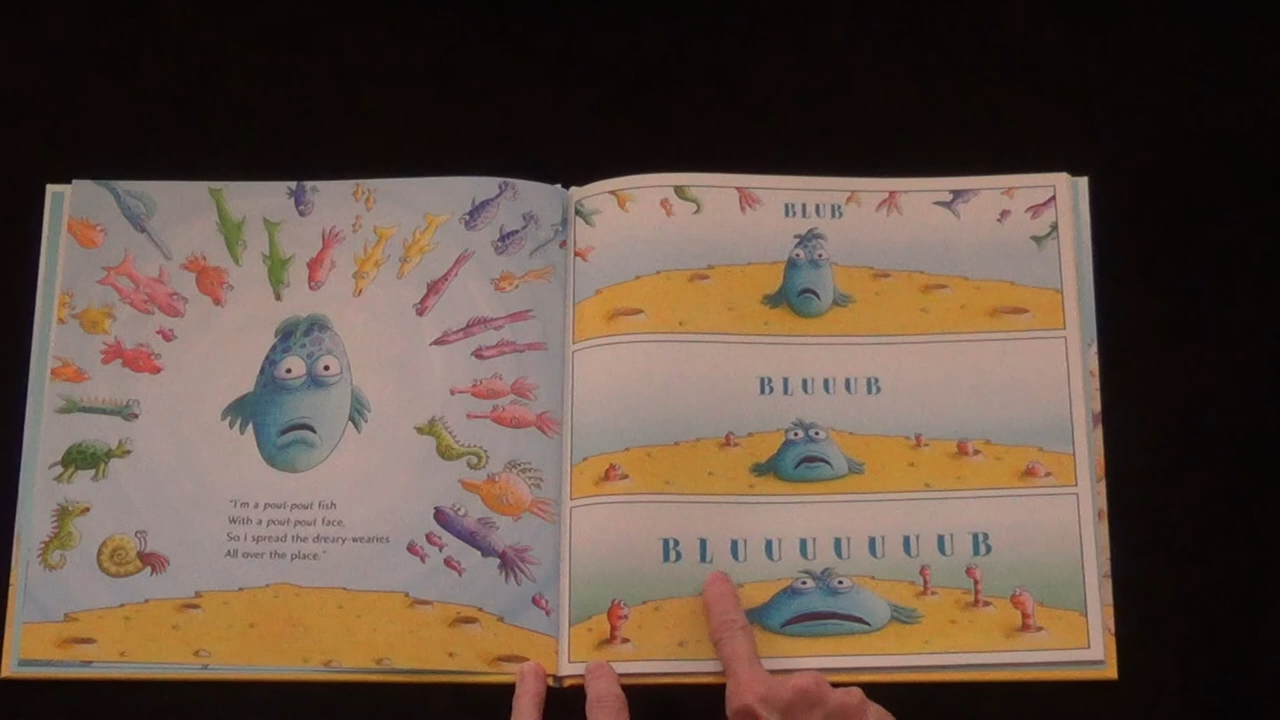 "I'm a pout-pout fish
With a pout-pout face,
So I spread the dreary-wearies
All over the place."
BLUB
BLUUUB
BLUUUUUUUUB